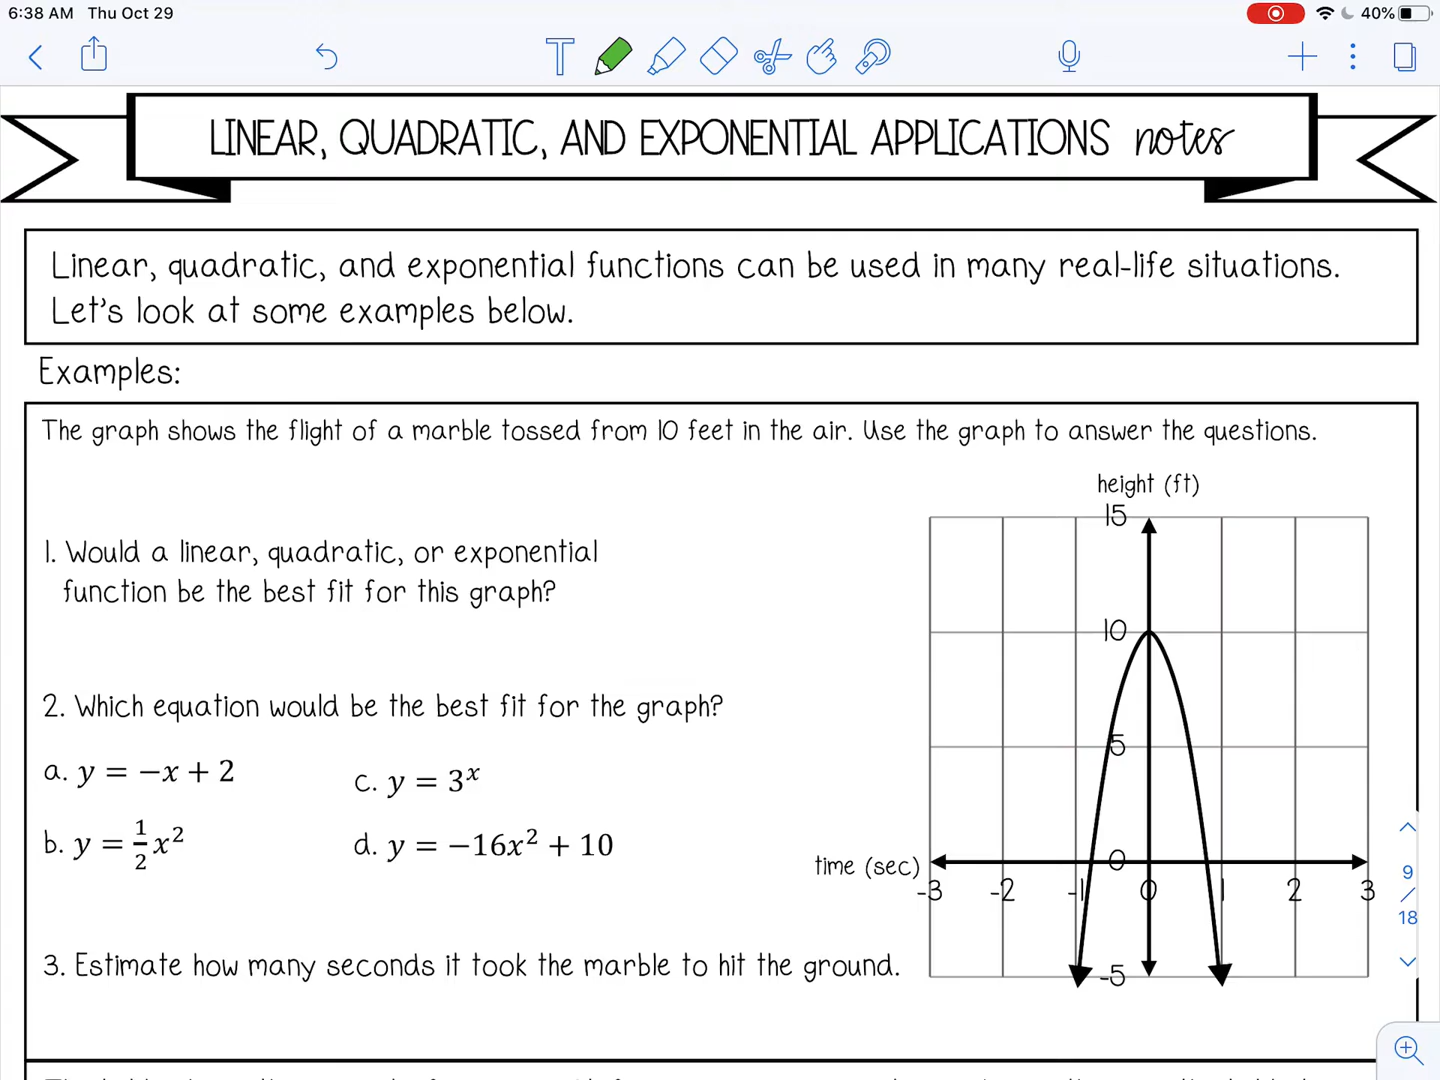 6:38 AM Thu Oct 29
40%
LINEAR, QUADRATIC, AND EXPONENTIAL APPLICATIONS notes
Linear, quadratic, and exponential functions can be used in many real-life situations.
Let's look at some examples below.
Examples:
The graph shows the flight of a marble tossed from 10 feet in the air. Use the graph to answer the questions.
1. Would a linear, quadratic, or exponential
function be the best fit for this graph?
2. Which equation would be the best fit for the graph?
a. y = −x + 2
c. y = 3ˣ
b. y = 1/2 x²
d. y = −16x² + 10
3. Estimate how many seconds it took the marble to hit the ground.
height (ft)
15
10
5
0
time (sec)
-3 -2 -1 0 1 2 3
-5
9
/
18